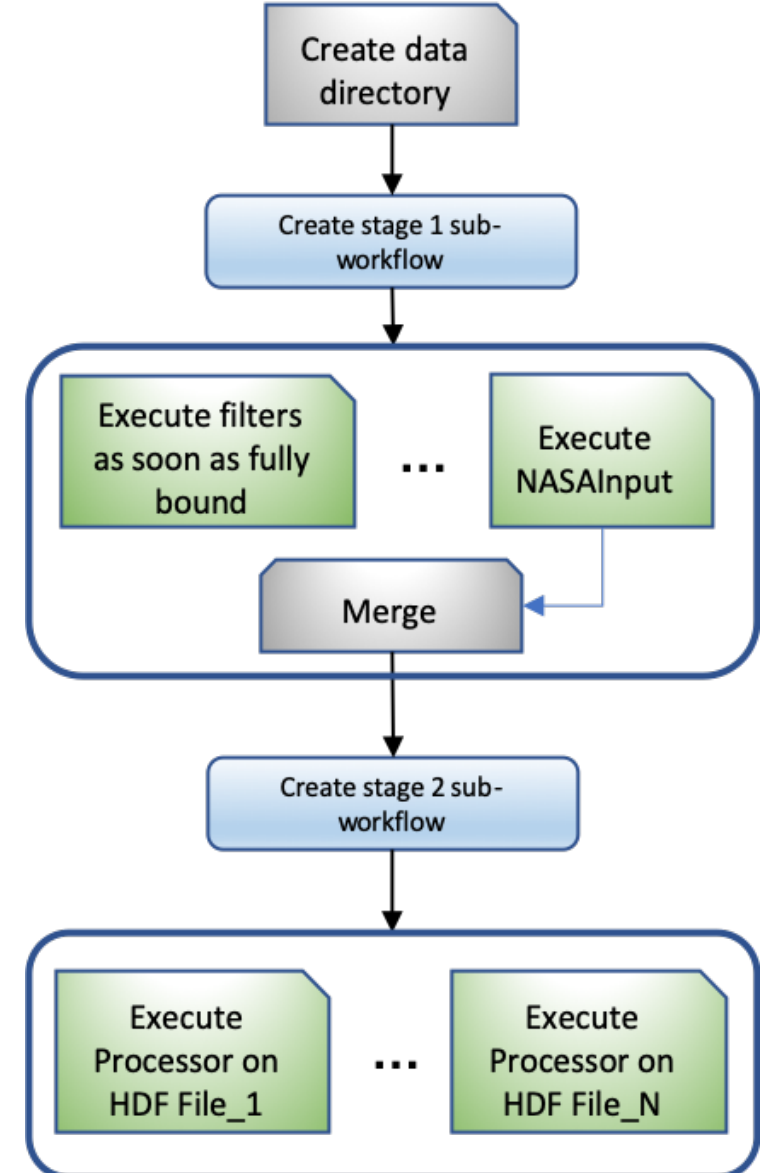 Create data
directory
Create stage 1 sub-
workflow
Execute filters
as soon as fully
bound
...
Execute
NASAInput
Merge
Create stage 2 sub-
workflow
Execute
Processor on
HDF File_1
...
Execute
Processor on
HDF File_N